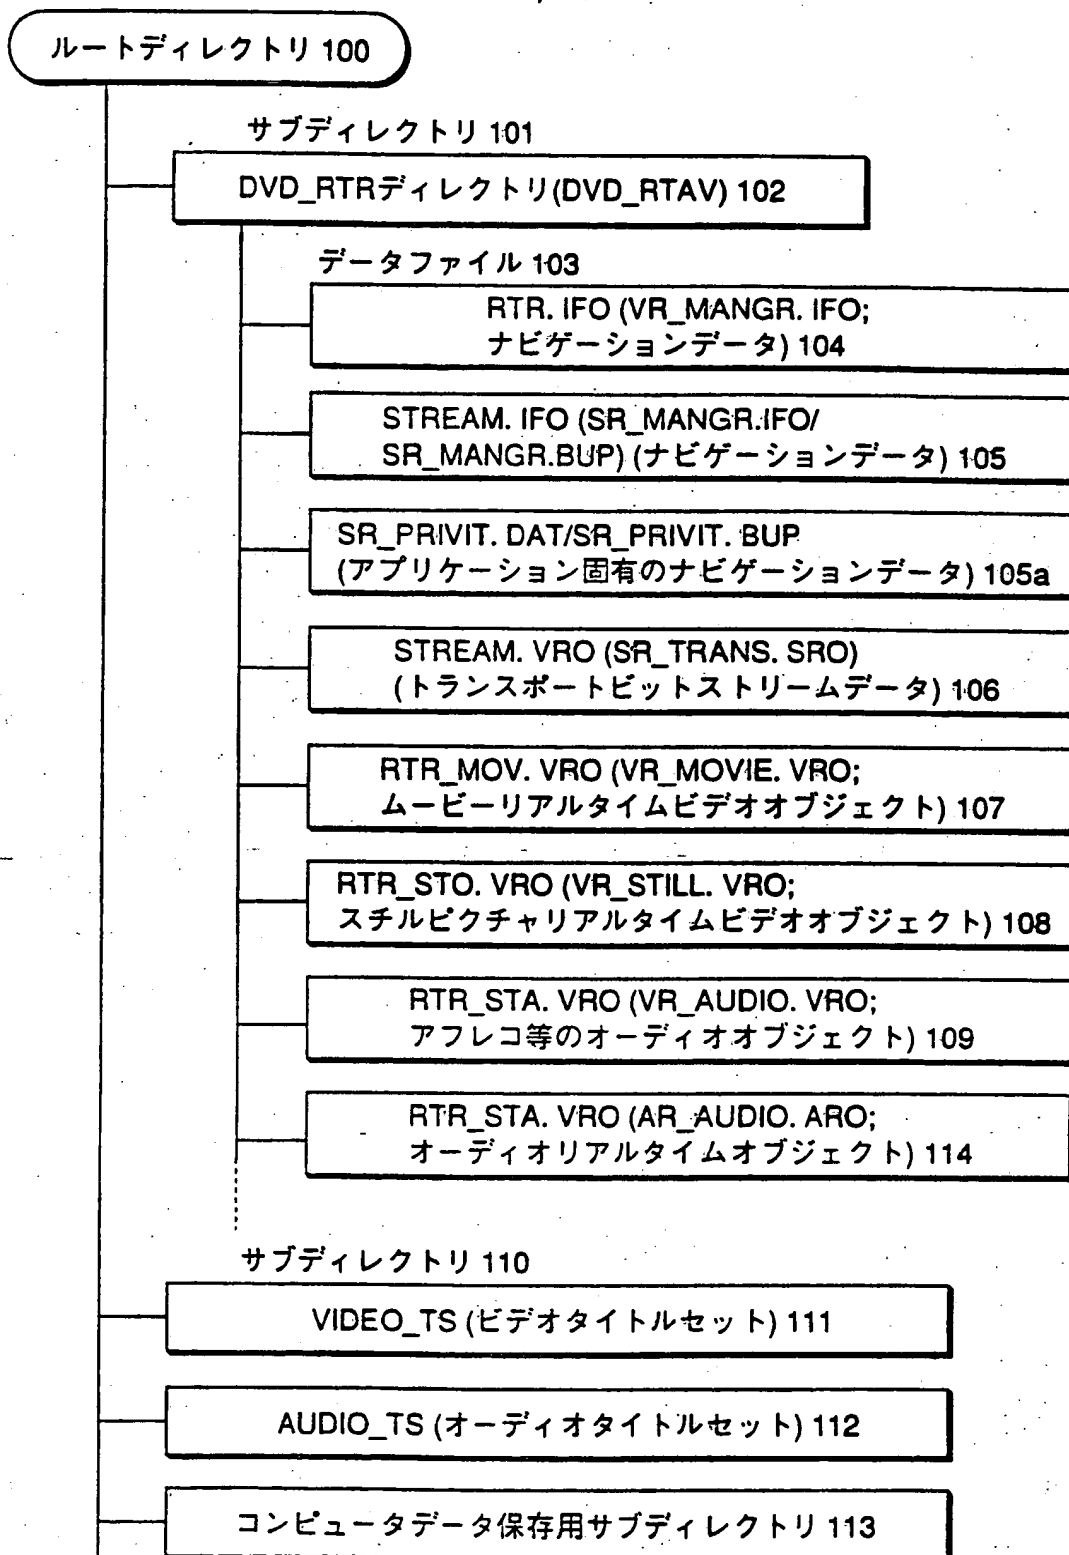 ルートディレクトリ 100
サブディレクトリ 101
DVD_RTRディレクトリ(DVD_RTAV) 102
データファイル 103
RTR. IFO (VR_MANGR. IFO;
ナビゲーションデータ) 104
STREAM. IFO (SR_MANGR.IFO/
SR_MANGR.BUP) (ナビゲーションデータ) 105
SR_PRIVIT. DAT/SR_PRIVIT. BUP
(アプリケーション固有のナビゲーションデータ) 105a
STREAM. VRO (SR_TRANS. SRO)
(トランスポートビットストリームデータ) 106
RTR_MOV. VRO (VR_MOVIE. VRO;
ムービーリアルタイムビデオオブジェクト) 107
RTR_STO. VRO (VR_STILL. VRO;
スチルピクチャリアルタイムビデオオブジェクト) 108
RTR_STA. VRO (VR_AUDIO. VRO;
アフレコ等のオーディオオブジェクト) 109
RTR_STA. VRO (AR_AUDIO. ARO;
オーディオリアルタイムオブジェクト) 114
サブディレクトリ 110
VIDEO_TS (ビデオタイトルセット) 111
AUDIO_TS (オーディオタイトルセット) 112
コンピュータデータ保存用サブディレクトリ 113